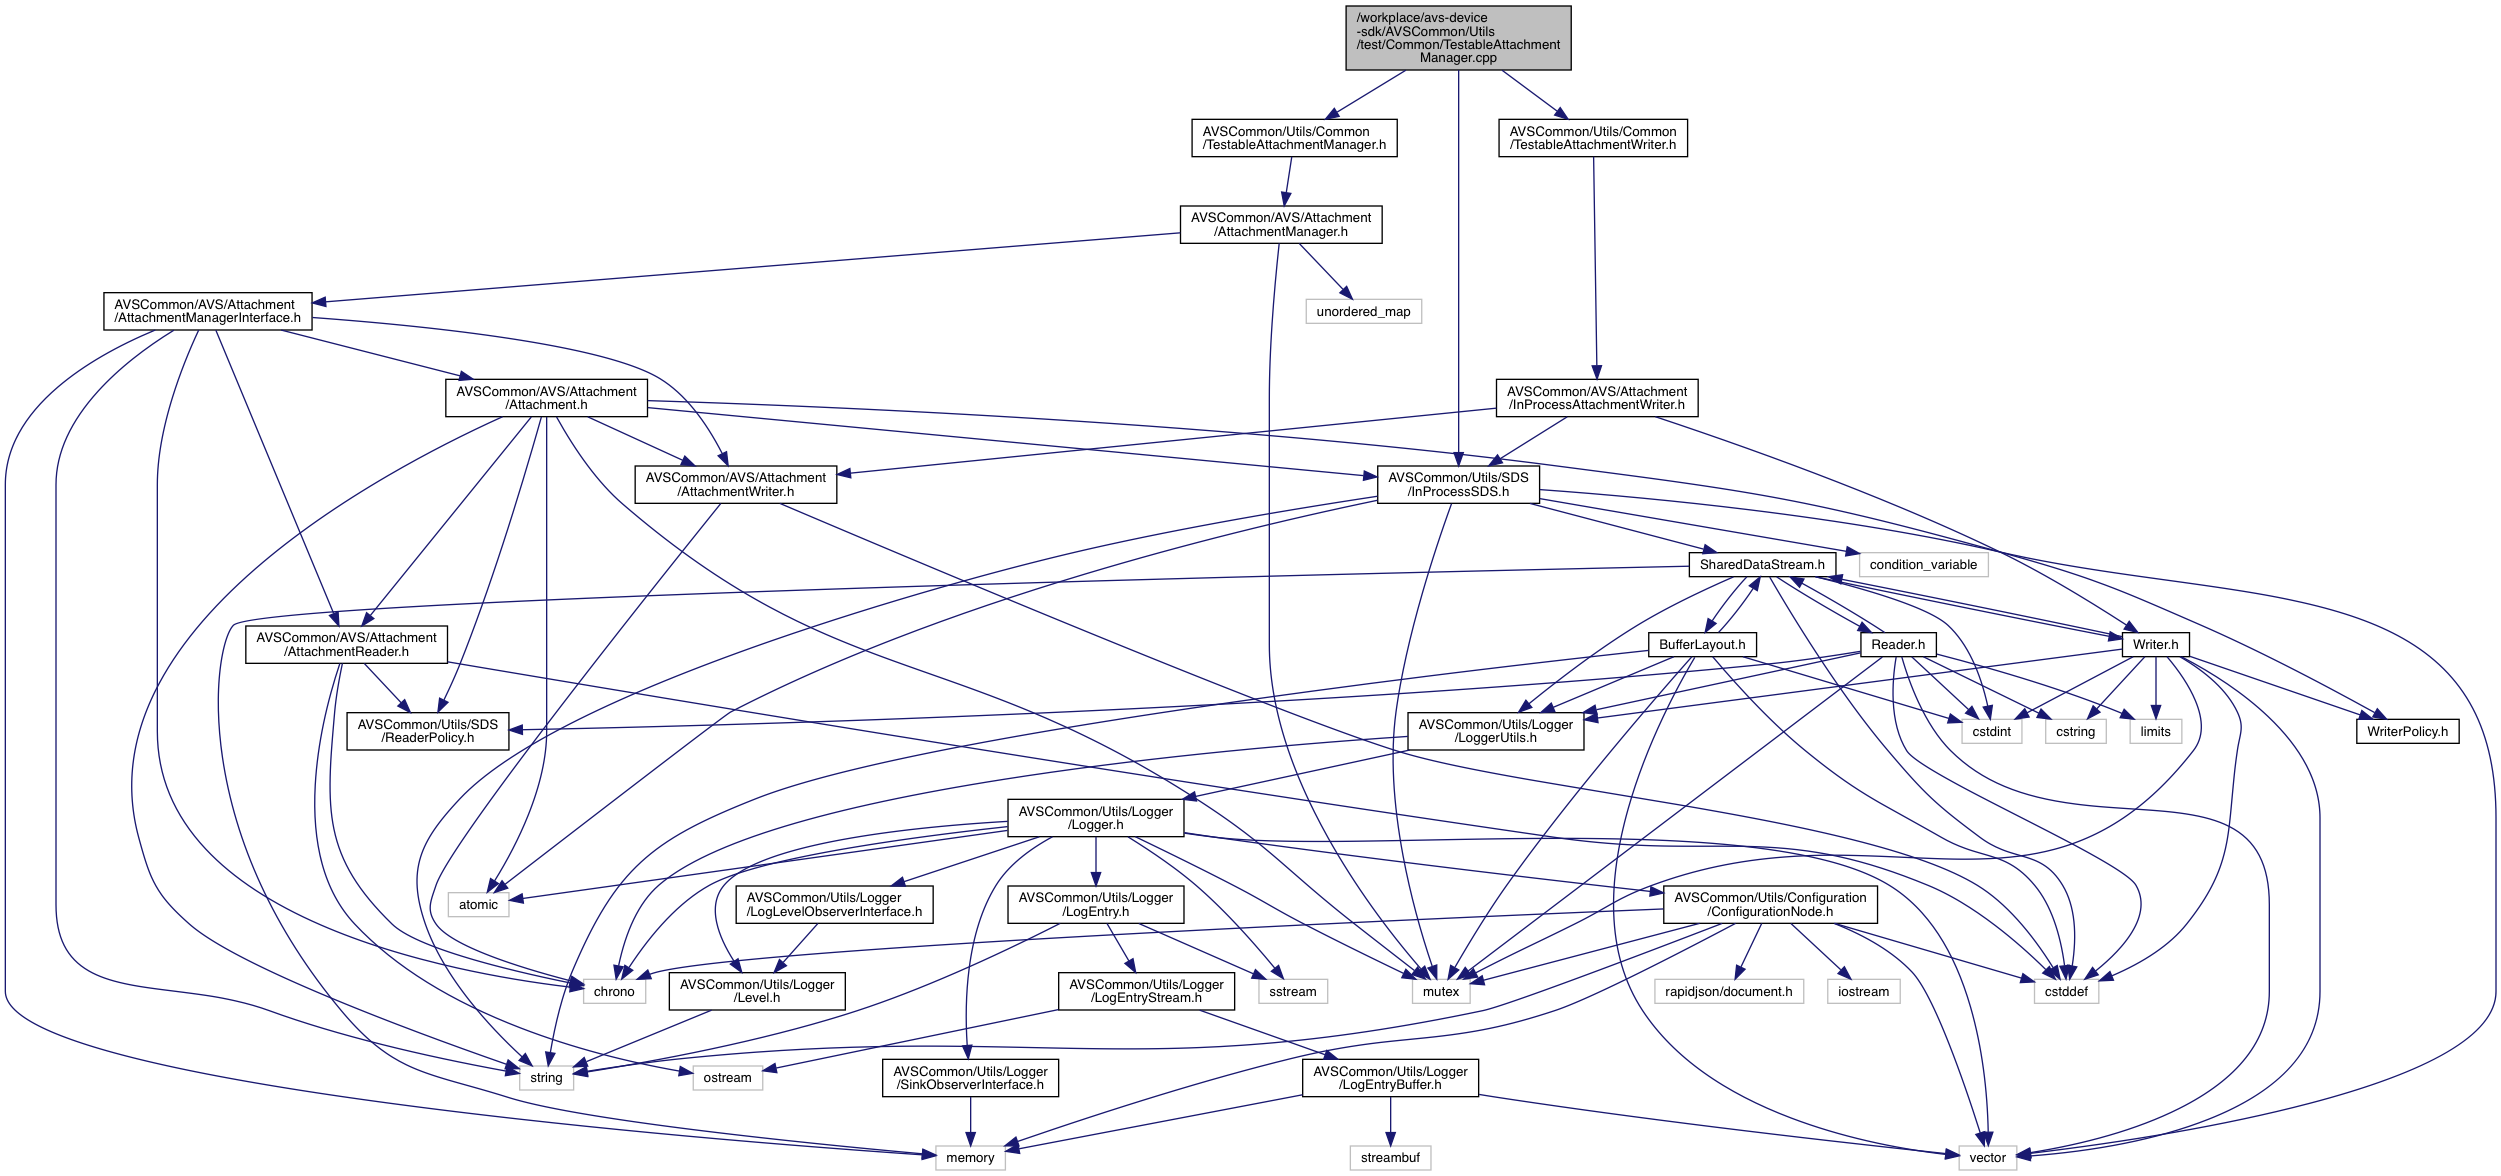 /workplace/avs-device
-sdk/AVSCommon/Utils
/test/Common/TestableAttachment
Manager.cpp
AVSCommon/Utils/Common
/TestableAttachmentManager.h
AVSCommon/Utils/Common
/TestableAttachmentWriter.h
AVSCommon/AVS/Attachment
/AttachmentManager.h
AVSCommon/AVS/Attachment
/AttachmentManagerInterface.h
unordered_map
AVSCommon/AVS/Attachment
/Attachment.h
AVSCommon/AVS/Attachment
/InProcessAttachmentWriter.h
AVSCommon/AVS/Attachment
/AttachmentWriter.h
AVSCommon/Utils/SDS
/InProcessSDS.h
SharedDataStream.h
condition_variable
AVSCommon/AVS/Attachment
/AttachmentReader.h
BufferLayout.h
Reader.h
Writer.h
AVSCommon/Utils/SDS
/ReaderPolicy.h
AVSCommon/Utils/Logger
/LoggerUtils.h
cstdint
cstring
limits
WriterPolicy.h
AVSCommon/Utils/Logger
/Logger.h
atomic
AVSCommon/Utils/Logger
/LogLevelObserverInterface.h
AVSCommon/Utils/Logger
/LogEntry.h
AVSCommon/Utils/Configuration
/ConfigurationNode.h
chrono
AVSCommon/Utils/Logger
/Level.h
AVSCommon/Utils/Logger
/LogEntryStream.h
sstream
mutex
rapidjson/document.h
iostream
cstddef
string
ostream
AVSCommon/Utils/Logger
/SinkObserverInterface.h
AVSCommon/Utils/Logger
/LogEntryBuffer.h
memory
streambuf
vector